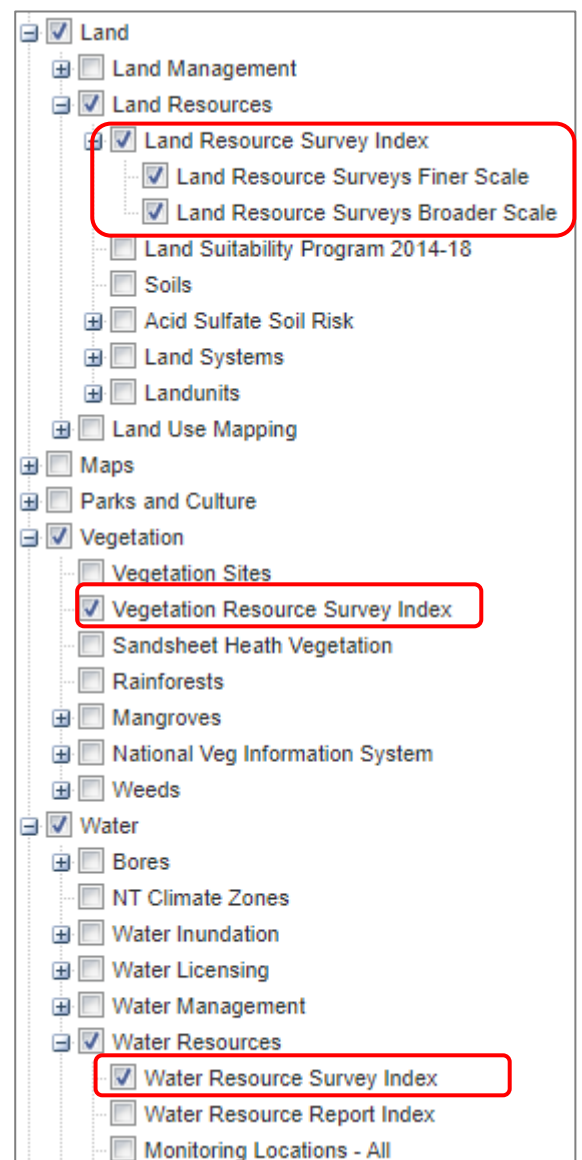 Land
Land Management
Land Resources
Land Resource Survey Index
Land Resource Surveys Finer Scale
Land Resource Surveys Broader Scale
Land Suitability Program 2014-18
Soils
Acid Sulfate Soil Risk
Land Systems
Landunits
Land Use Mapping
Maps
Parks and Culture
Vegetation
Vegetation Sites
Vegetation Resource Survey Index
Sandsheet Heath Vegetation
Rainforests
Mangroves
National Veg Information System
Weeds
Water
Bores
NT Climate Zones
Water Inundation
Water Licensing
Water Management
Water Resources
Water Resource Survey Index
Water Resource Report Index
Monitoring Locations - All